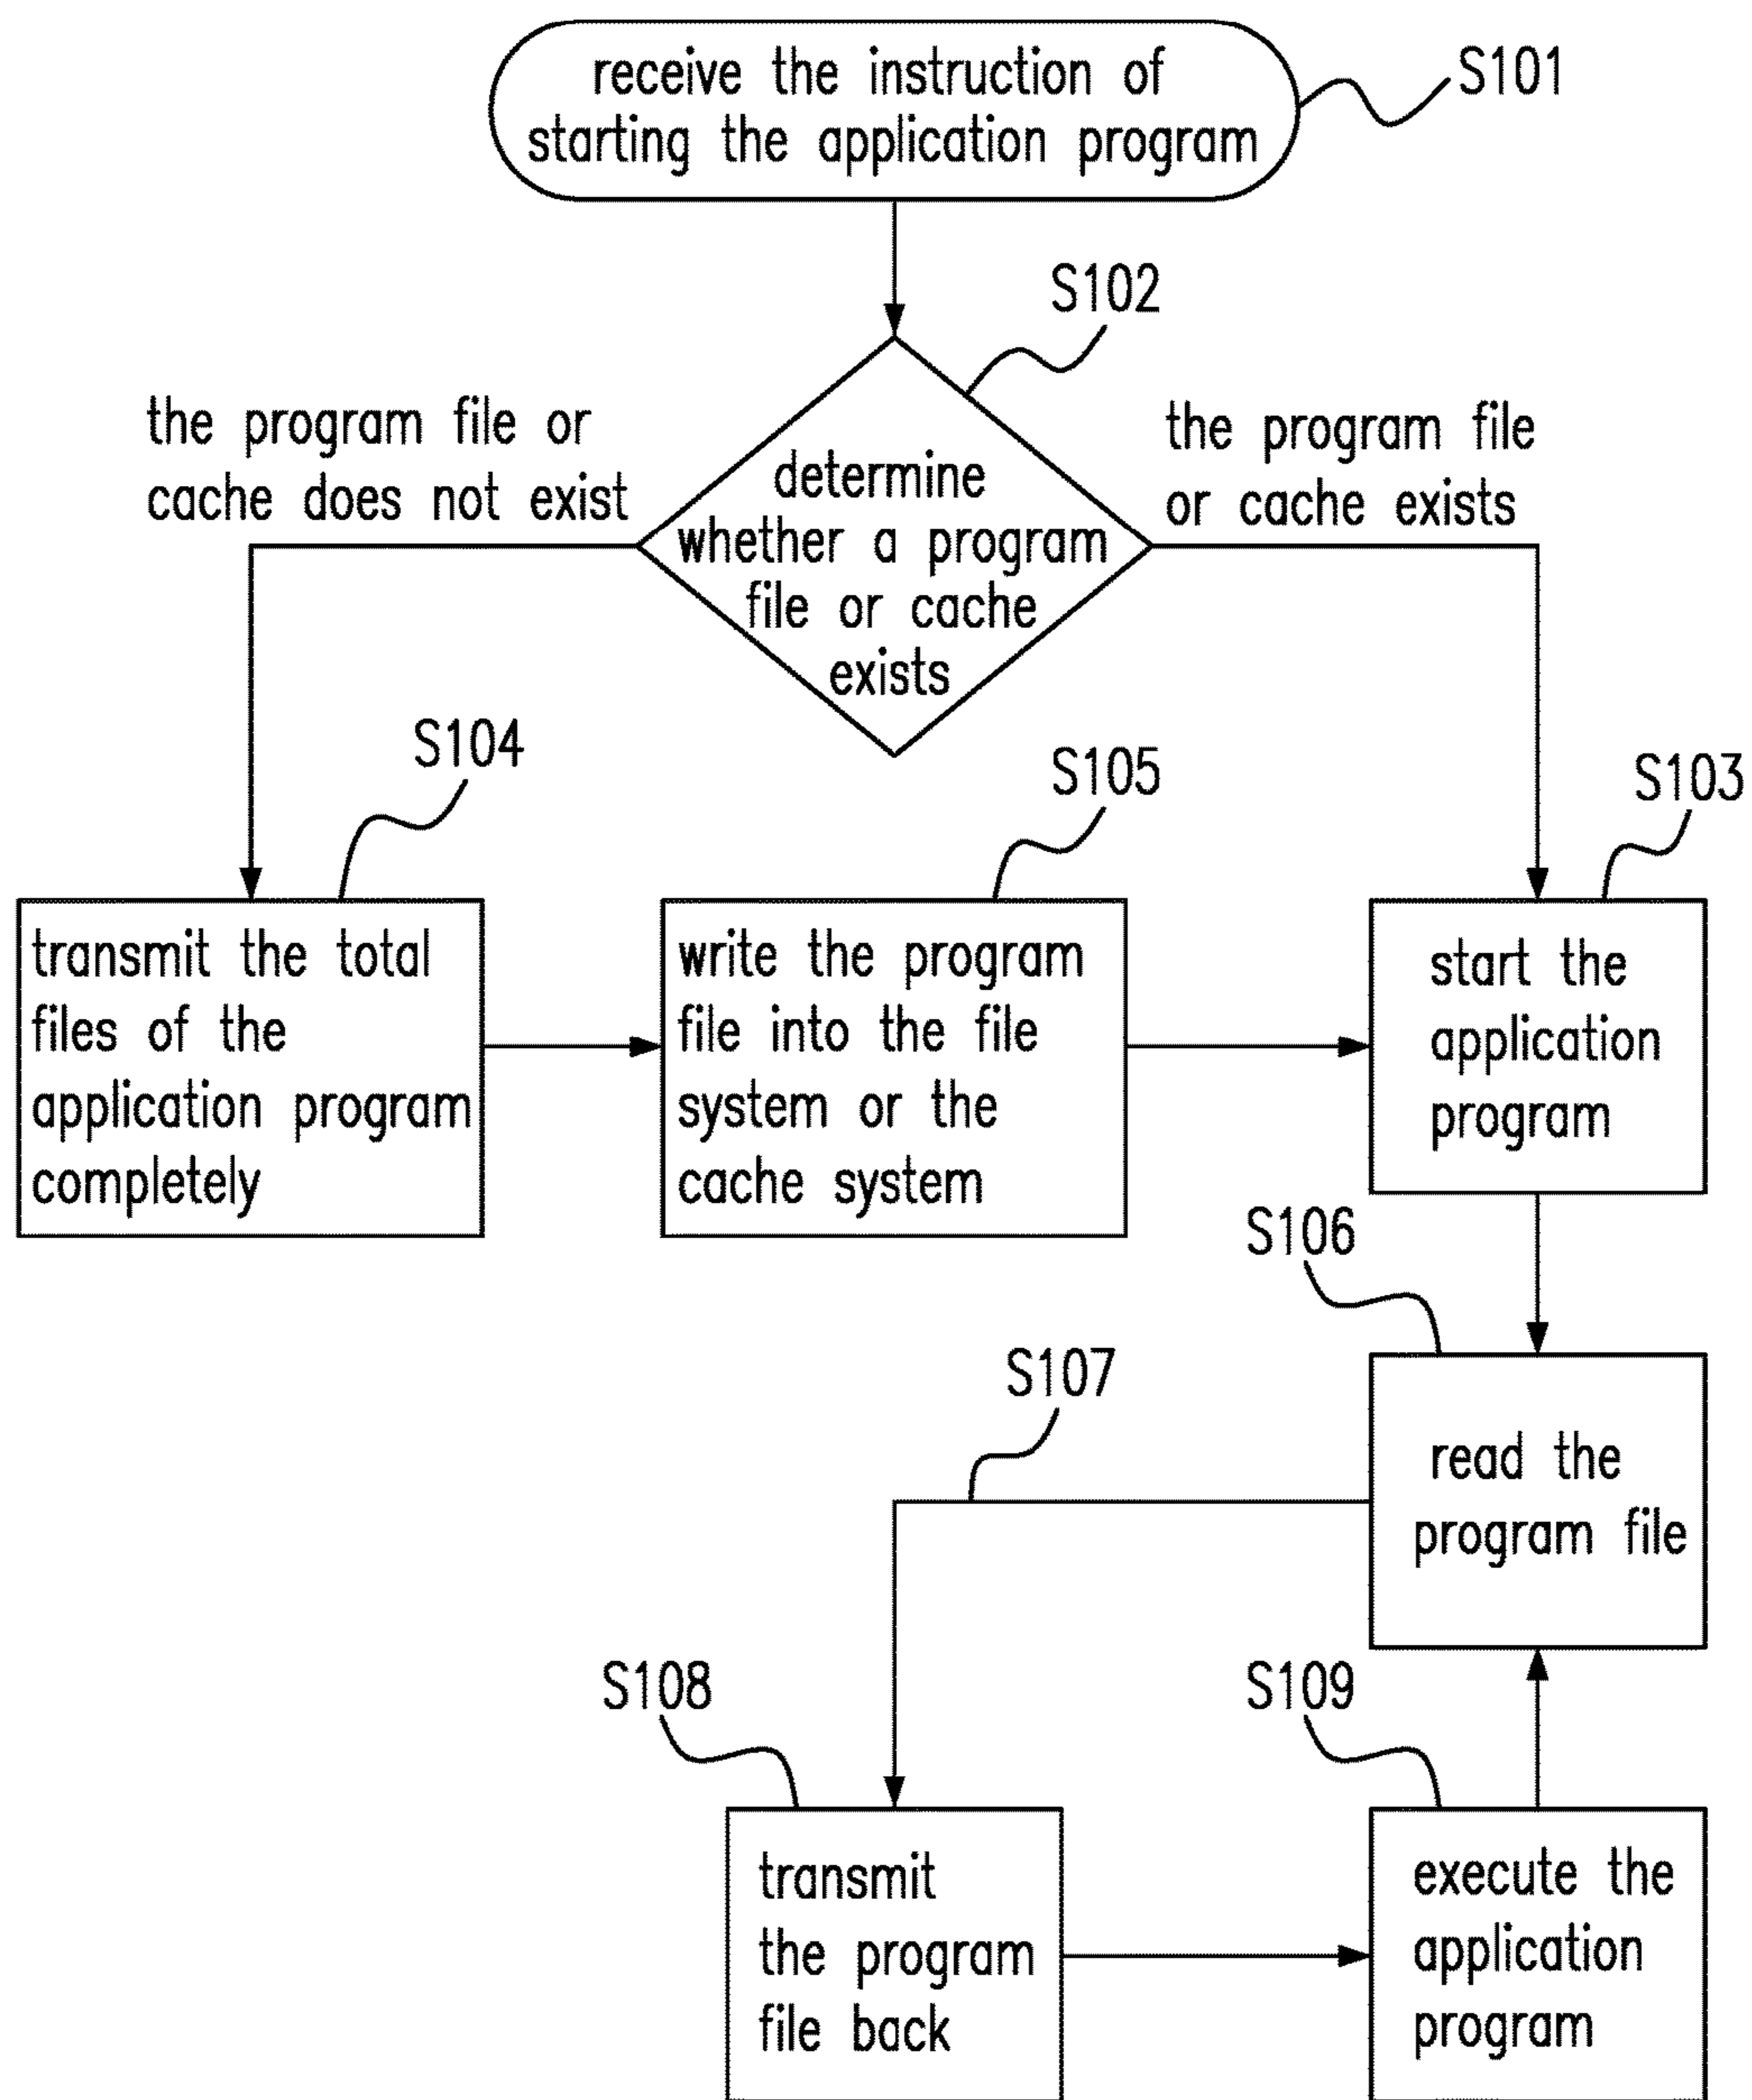 receive the instruction of
starting the application program
S101
S102
the program file or
cache does not exist
the program file
or cache exists
determine
whether a program
file or cache
exists
S104
S105
S103
transmit the total
files of the
application program
completely
write the program
file into the file
system or the
cache system
start the
application
program
S106
S107
read the
program file
S108
S109
transmit
the program
file back
execute the
application
program